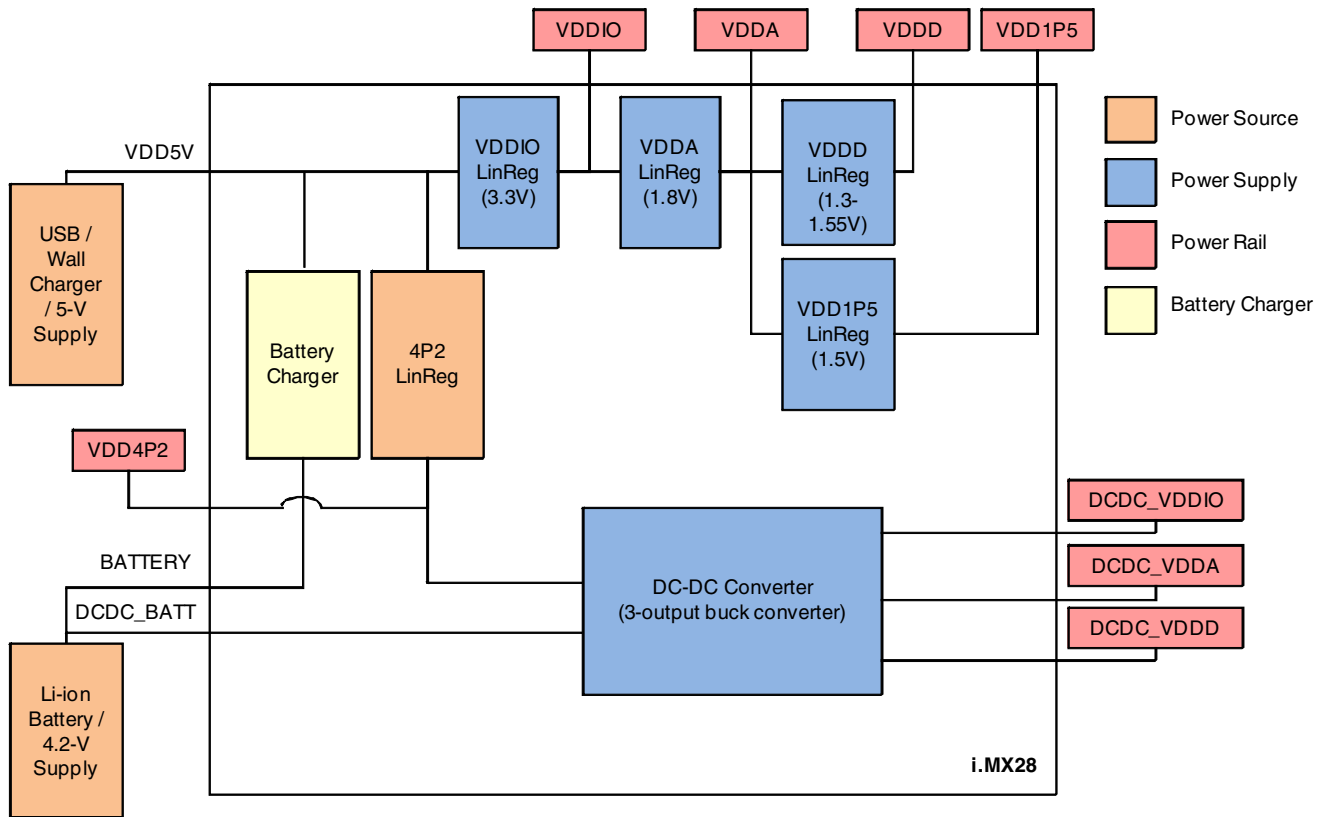 VDDIO
VDDA
VDDD
VDD1P5
VDD5V
VDDIO
LinReg
(3.3V)
VDDA
LinReg
(1.8V)
VDDD
LinReg
(1.3-
1.55V)
Power Source
Power Supply
Power Rail
Battery Charger
USB /
Wall
Charger
/ 5-V
Supply
Battery
Charger
4P2
LinReg
VDD1P5
LinReg
(1.5V)
VDD4P2
BATTERY
DCDC_BATT
DC-DC Converter
(3-output buck converter)
DCDC_VDDIO
DCDC_VDDA
DCDC_VDDD
Li-ion
Battery /
4.2-V
Supply
i.MX28